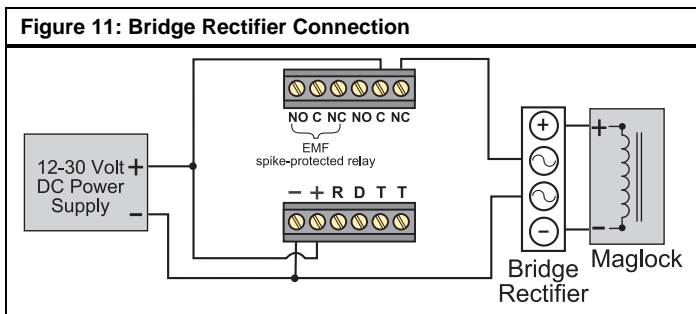 Figure 11: Bridge Rectifier Connection
NO C NC NO C NC
EMF
spike-protected relay
12-30 Volt +
DC Power
Supply −
− + R D T T
+
−
Bridge
Rectifier
+
−
Maglock